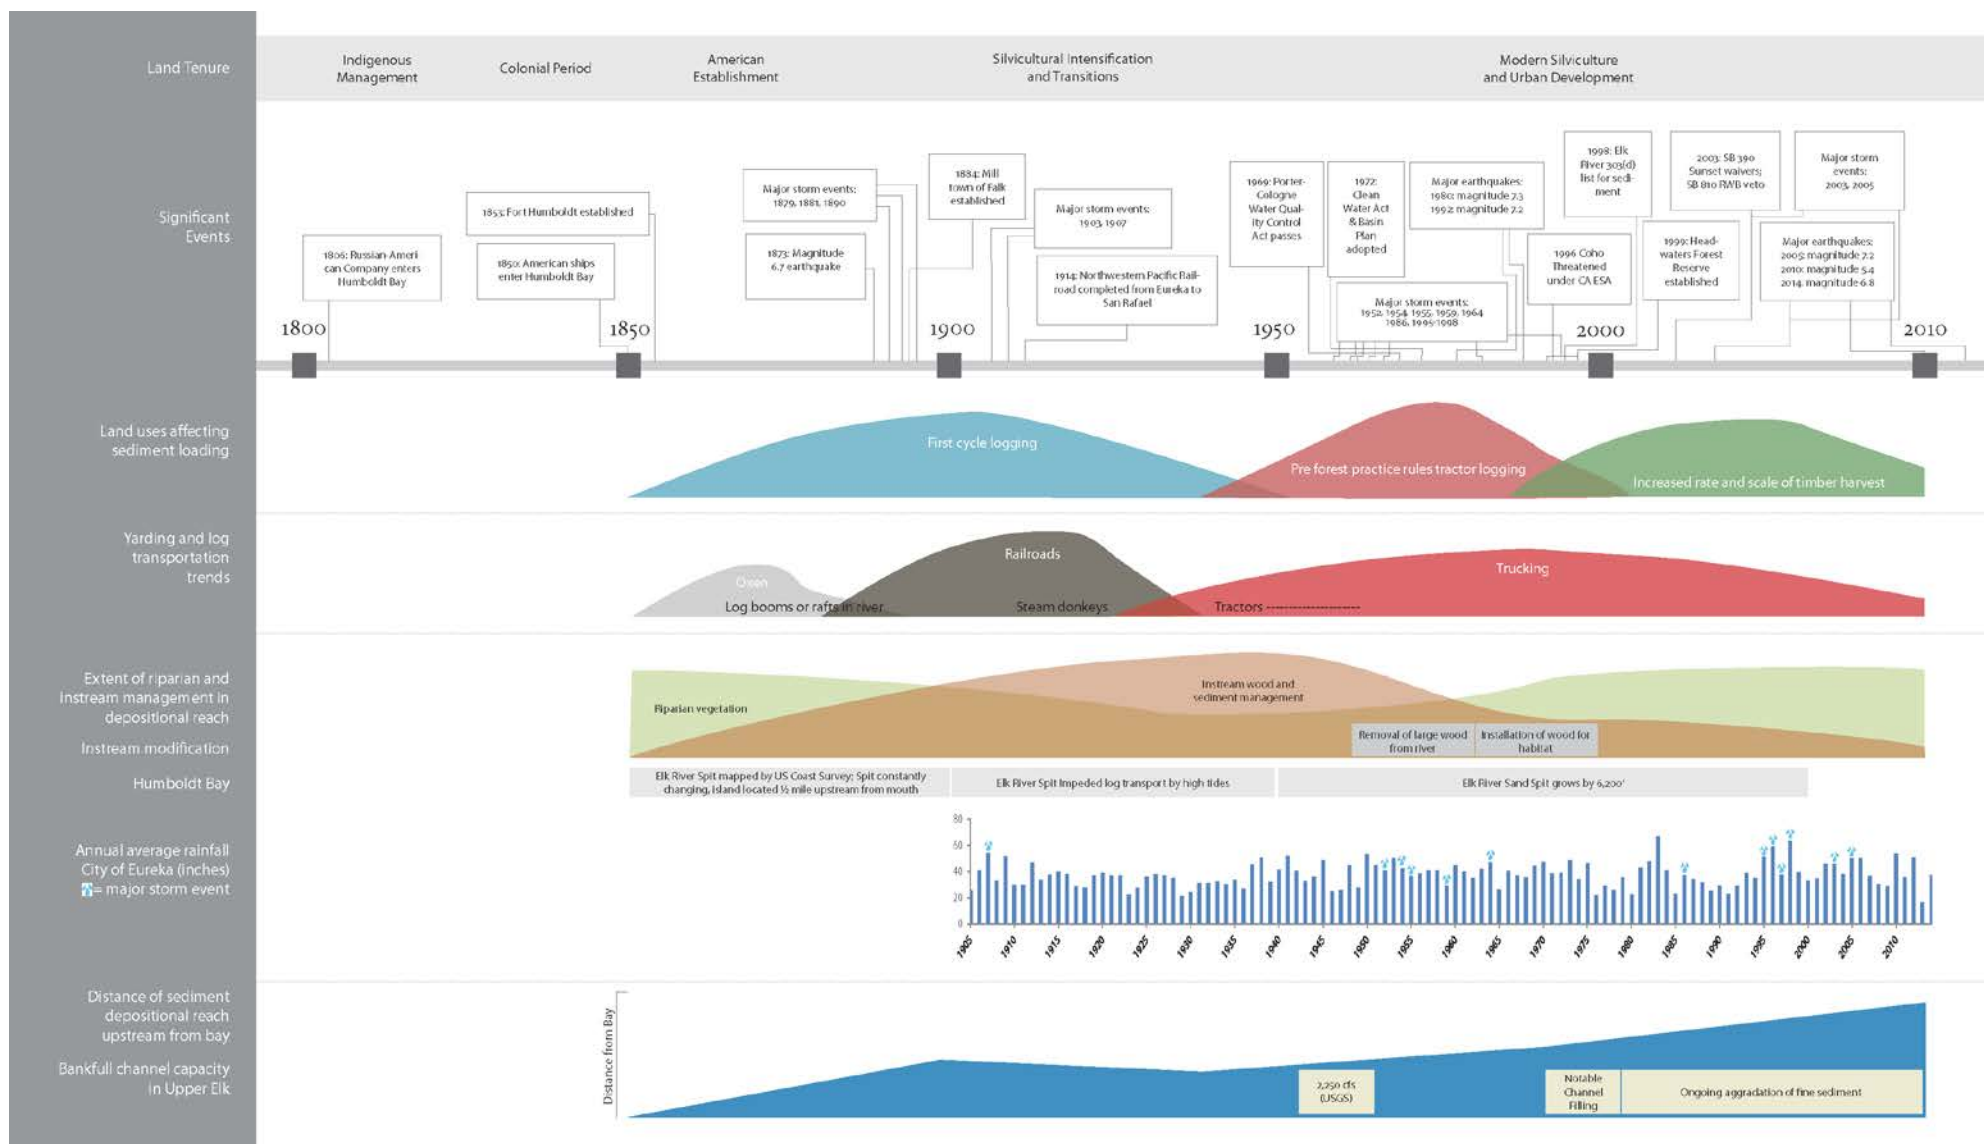 Land Tenure
Indigenous
Management
Colonial Period
American
Establishment
Silvicultural Intensification
and Transitions
Modern Silviculture
and Urban Development
Significant
Events
1806: Russian-Ameri
can Company enters
Humboldt Bay
1853: Fort Humboldt established
1850: American ships
enter Humboldt Bay
Major storm events:
1879, 1881, 1890
1873: Magnitude
6.7 earthquake
1884: Mill
town of Falk
established
Major storm events:
1903, 1907
1914: Northwestern Pacific Rail-
road completed from Eureka to
San Rafael
1969: Porter-
Cologne
Water Qual-
ity Control
Act passes
1972:
Clean
Water Act
& Basin
Plan
adopted
Major earthquakes:
1980: magnitude 7.3
1992: magnitude 7.2
Major storm events:
1952, 1954, 1955, 1959, 1964
1986, 1995-1998
1998: Elk
River 303(d)
list for sedi-
ment
1996 Coho
Threatened
under CA ESA
2003: SB 390
Sunset waivers;
SB 810 RWB veto
1999: Head-
waters Forest
Reserve
established
Major storm
events:
2003, 2005
Major earthquakes:
2005: magnitude 7.2
2010: magnitude 5.4
2014, magnitude 6.8
1800
1850
1900
1950
2000
2010
Land uses affecting
sediment loading
First cycle logging
Pre forest practice rules tractor logging
Increased rate and scale of timber harvest
Yarding and log
transportation
trends
Oxen
Log booms or rafts in river
Railroads
Steam donkeys
Tractors ---------------------
Trucking
Extent of riparian and
Instream management in
depositional reach
Riparian vegetation
Instream wood and
sediment management
Instream modification
Removal of large wood
from river
Installation of wood for
habitat
Humboldt Bay
Elk River Spit mapped by US Coast Survey; Spit constantly
changing, island located ½ mile upstream from mouth
Elk River Spit Impeded log transport by high tides
Elk River Sand Spit grows by 6,200'
Annual average rainfall
City of Eureka (inches)
= major storm event
80
60
40
20
0
1905
1910
1915
1920
1925
1930
1935
1940
1945
1950
1955
1960
1965
1970
1975
1980
1985
1990
1995
2000
2005
2010
Distance of sediment
depositional reach
upstream from bay
Distance from Bay
Bankfull channel capacity
in Upper Elk
2,250 cfs
(USGS)
Notable
Channel
Filling
Ongoing aggradation of fine sediment